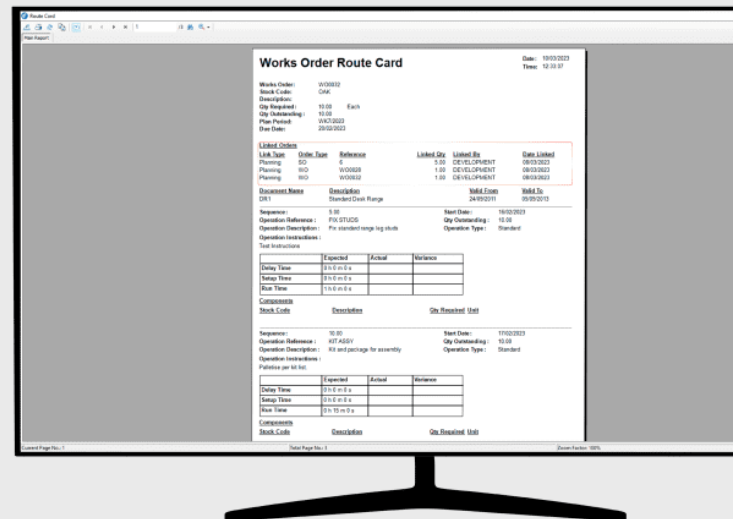 Route Card
1
Main Report
Works Order Route Card
Date: 10/03/2023
Time: 12:33:07
Works Order: WO0032
Stock Code: OAK
Description:
Qty Required: 10.00 Each
Qty Outstanding: 10.00
Plan Period: WK7/2023
Due Date: 20/02/2023
Linked Orders
Link Type Order Type Reference Linked Qty Linked By Date Linked
Planning SO 6 5.00 DEVELOPMENT 08/03/2023
Planning WO WO0028 1.00 DEVELOPMENT 08/03/2023
Planning WO WO0032 1.00 DEVELOPMENT 08/03/2023
Document Name Description Valid From Valid To
DR1 Standard Desk Range 24/05/2011 05/05/2013
Sequence: 5.00 Start Date: 16/02/2023
Operation Reference: FIX STUDS Qty Outstanding: 10.00
Operation Description: Fix standard range leg studs Operation Type: Standard
Operation Instructions:
Test Instructions
Expected Actual Variance
Delay Time 0 h 0 m 0 s
Setup Time 0 h 0 m 0 s
Run Time 1 h 0 m 0 s
Components
Stock Code Description Qty Required Unit
Sequence: 10.00 Start Date: 17/02/2023
Operation Reference: KIT ASSY Qty Outstanding: 10.00
Operation Description: Kit and package for assembly Operation Type: Standard
Operation Instructions:
Palletise per kit list.
Expected Actual Variance
Delay Time 0 h 0 m 0 s
Setup Time 0 h 0 m 0 s
Run Time 0 h 15 m 0 s
Components
Stock Code Description Qty Required Unit
Current Page No.: 1 Total Page No.: 3 Zoom Factor: 100%